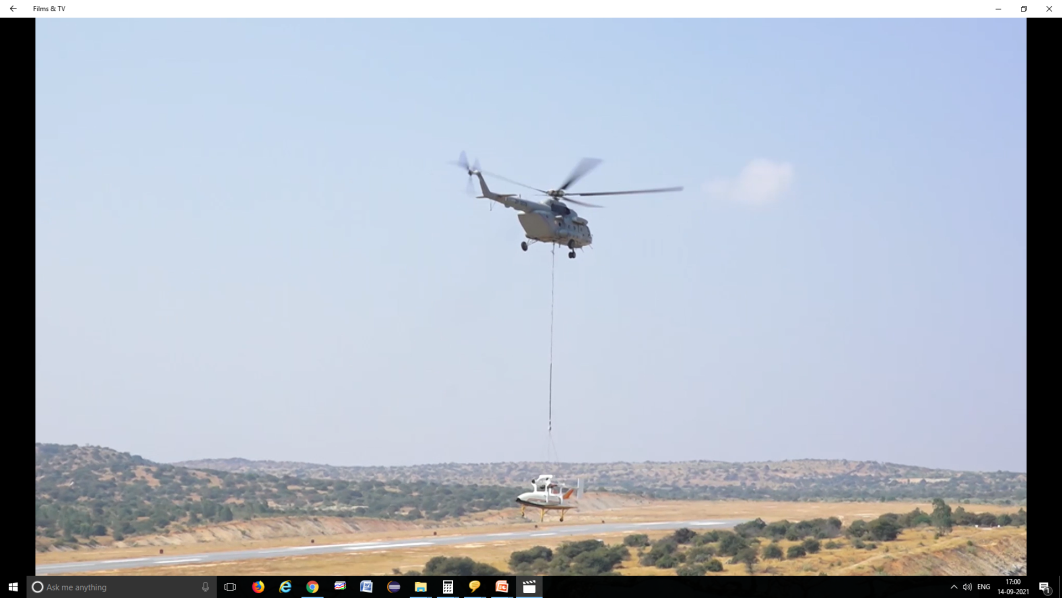 Films & TV
Ask me anything
ENG
17:00
14-09-2021